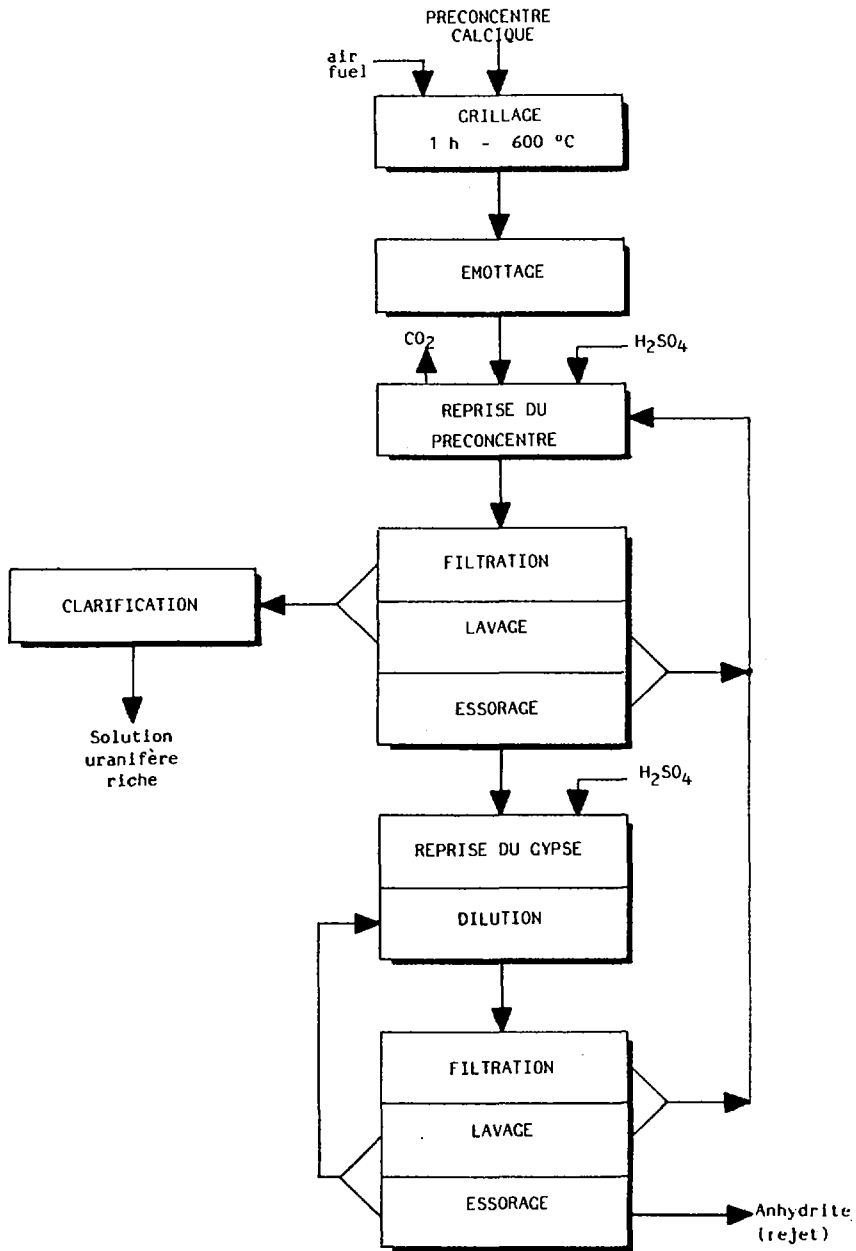 PRECONCENTRE
CALCIQUE
air
fuel
GRILLAGE
1 h - 600 °C
EMOTTAGE
CO2
H2SO4
REPRISE DU
PRECONCENTRE
FILTRATION
CLARIFICATION
LAVAGE
ESSORAGE
Solution
uranifère
riche
H2SO4
REPRISE DU GYPSE
DILUTION
FILTRATION
LAVAGE
ESSORAGE
Anhydrite
(rejet)